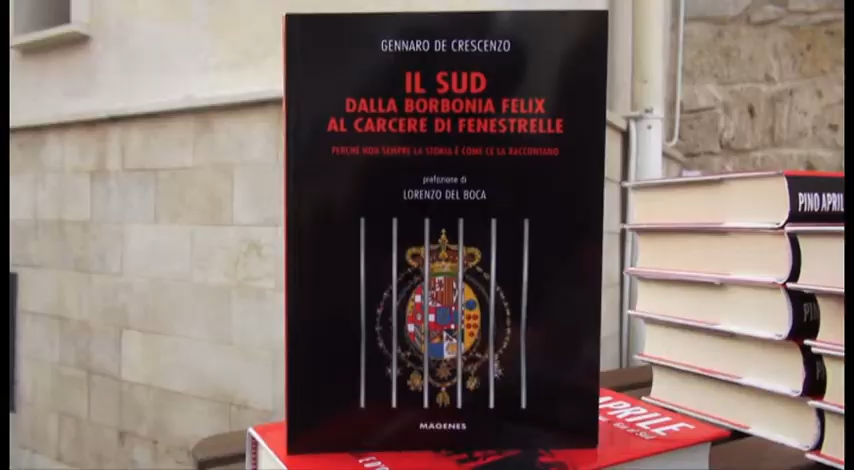 GENNARO DE CRESCENZO
IL SUD
DALLA BORBONIA FELIX
AL CARCERE DI FENESTRELLE
PERCHÉ NON SEMPRE LA STORIA È COME CE LA RACCONTANO
prefazione di
LORENZO DEL BOCA
MAGENES
PINO APRIL
APRILE